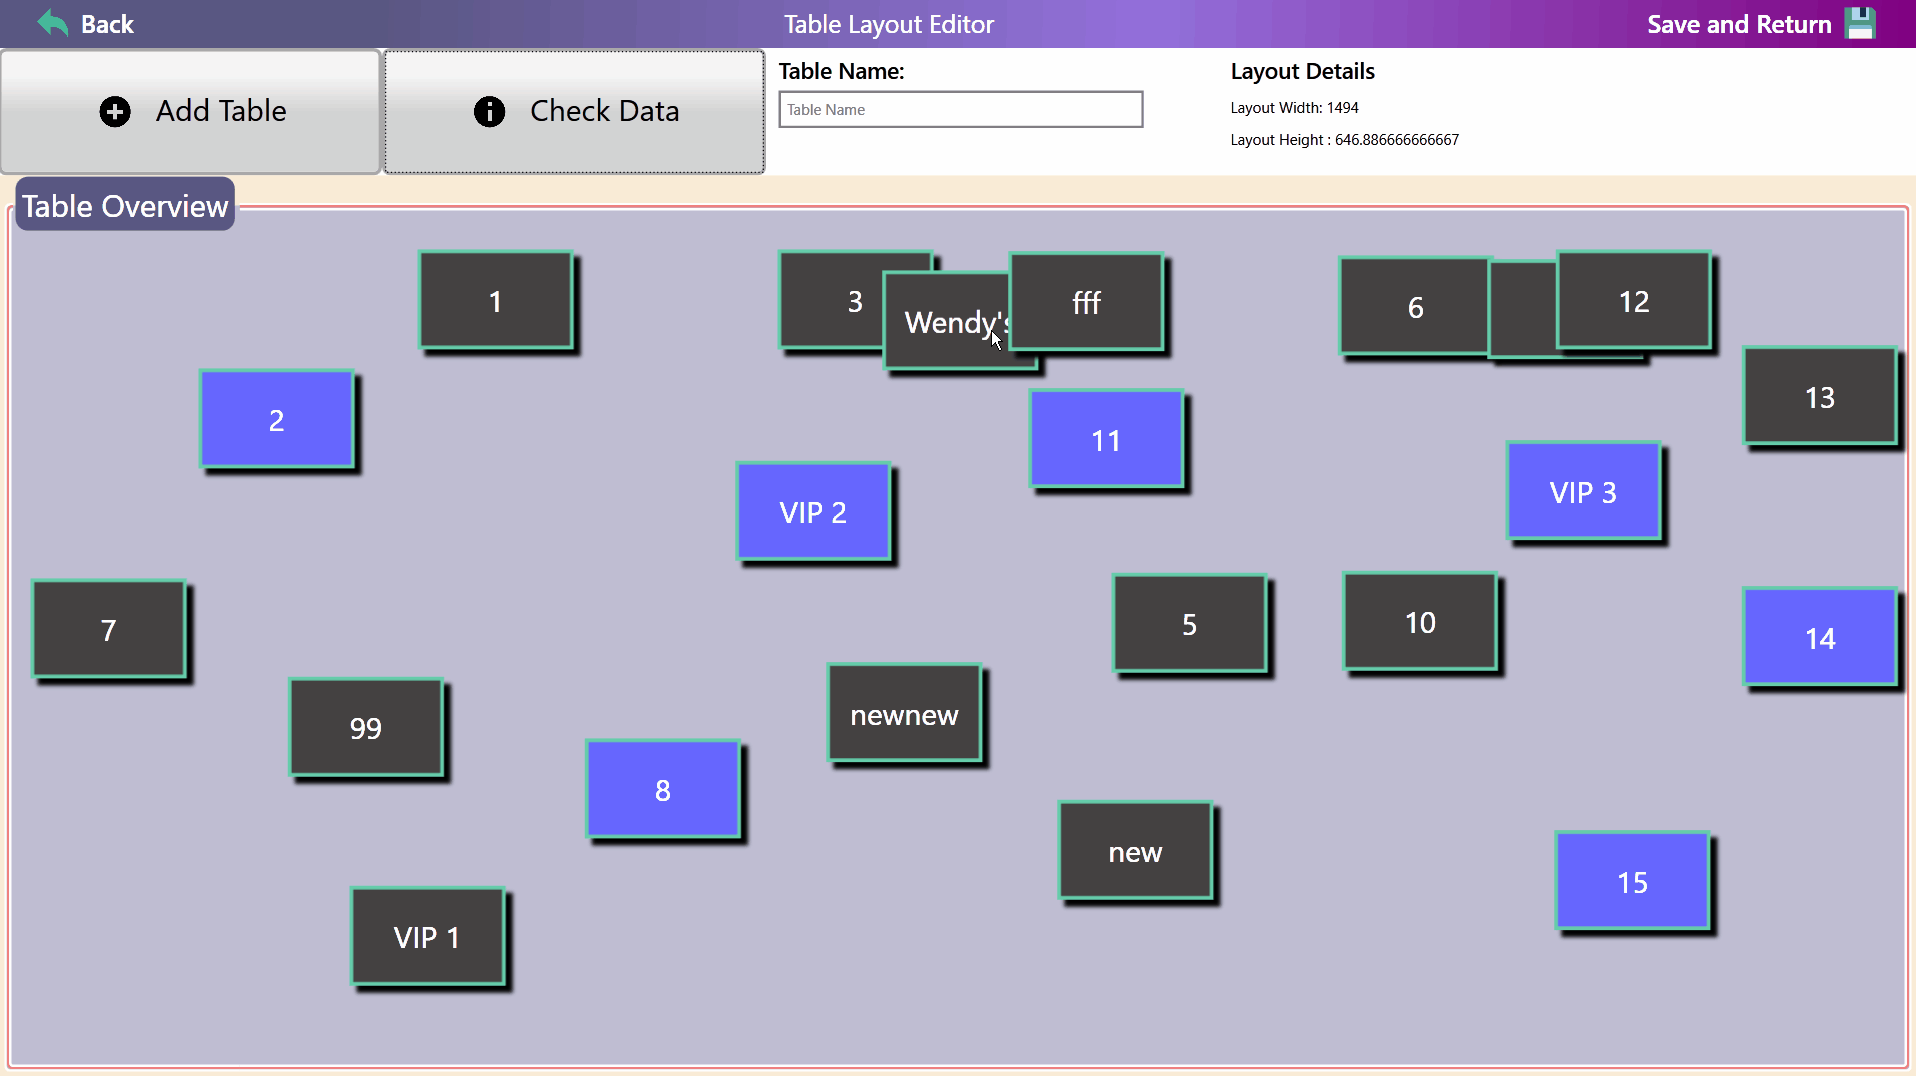 Back
Table Layout Editor
Save and Return
Add Table
Check Data
Table Name:
Table Name
Layout Details
Layout Width: 1494
Layout Height : 646.886666666667
Table Overview
1
3
Wendy's
fff
6
12
13
2
11
VIP 2
VIP 3
7
5
10
14
99
newnew
8
new
15
VIP 1